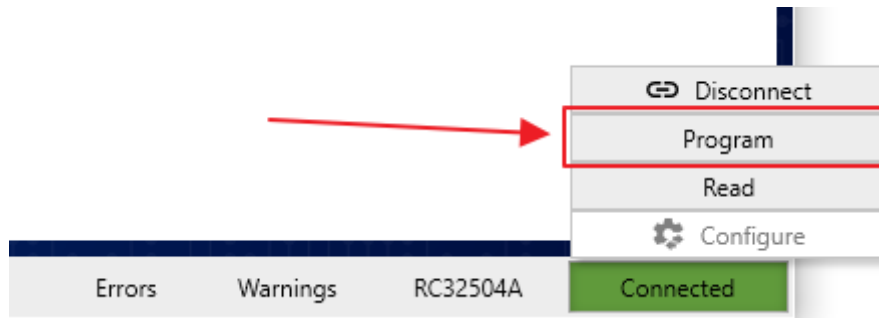 Disconnect
Program
Read
Configure
Errors Warnings RC32504A Connected